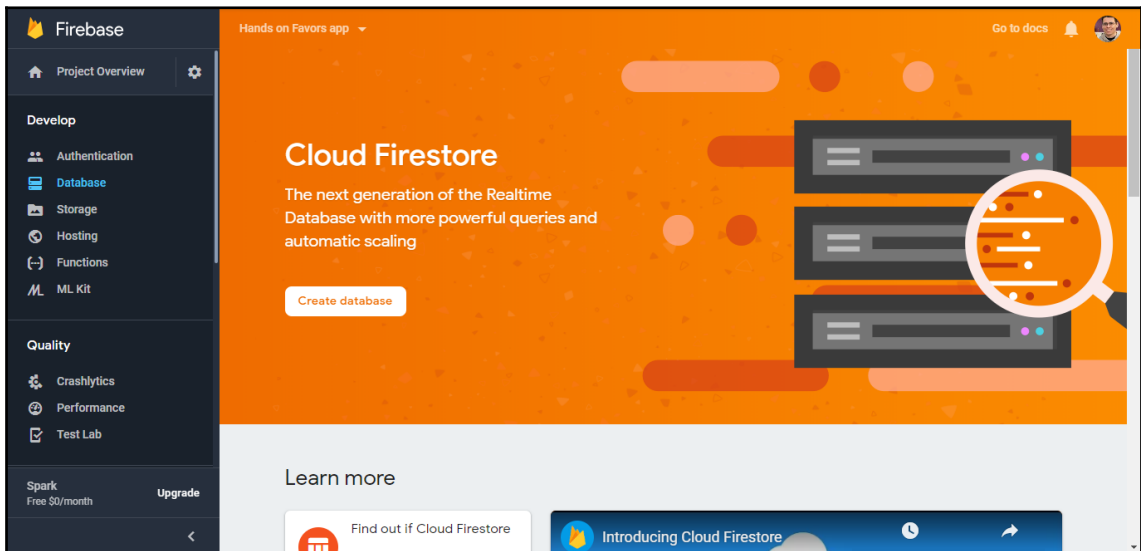 Firebase
Hands on Favors app
Go to docs
Project Overview
Develop
Authentication
Database
Storage
Hosting
Functions
ML Kit
Quality
Crashlytics
Performance
Test Lab
Spark
Free $0/month
Upgrade
Cloud Firestore
The next generation of the Realtime
Database with more powerful queries and
automatic scaling
Create database
Learn more
Find out if Cloud Firestore
Introducing Cloud Firestore